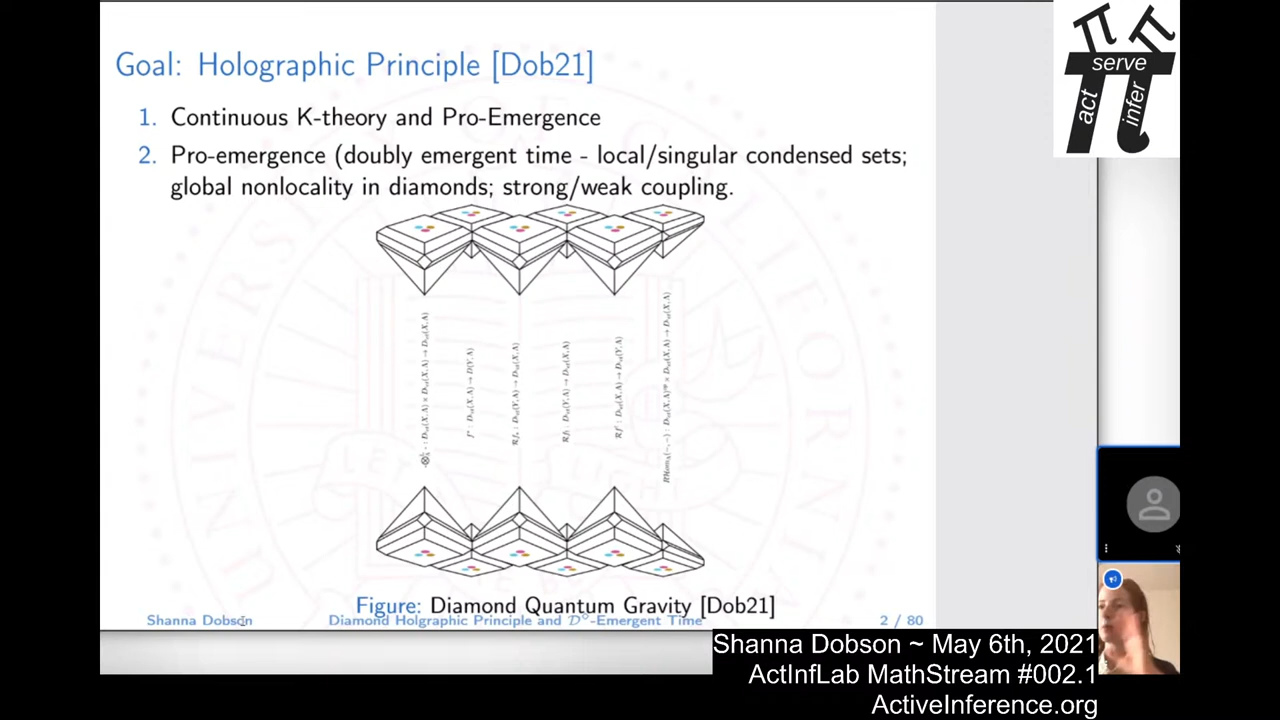 Goal: Holographic Principle [Dob21]
1. Continuous K-theory and Pro-Emergence
2. Pro-emergence (doubly emergent time - local/singular condensed sets;
global nonlocality in diamonds; strong/weak coupling.
Figure: Diamond Quantum Gravity [Dob21]
Shanna Dobson
Diamond Holgraphic Principle and 𝒟◇-Emergent Time
2 / 80
serve
act
infer
Shanna Dobson ~ May 6th, 2021
ActInfLab MathStream #002.1
ActiveInference.org